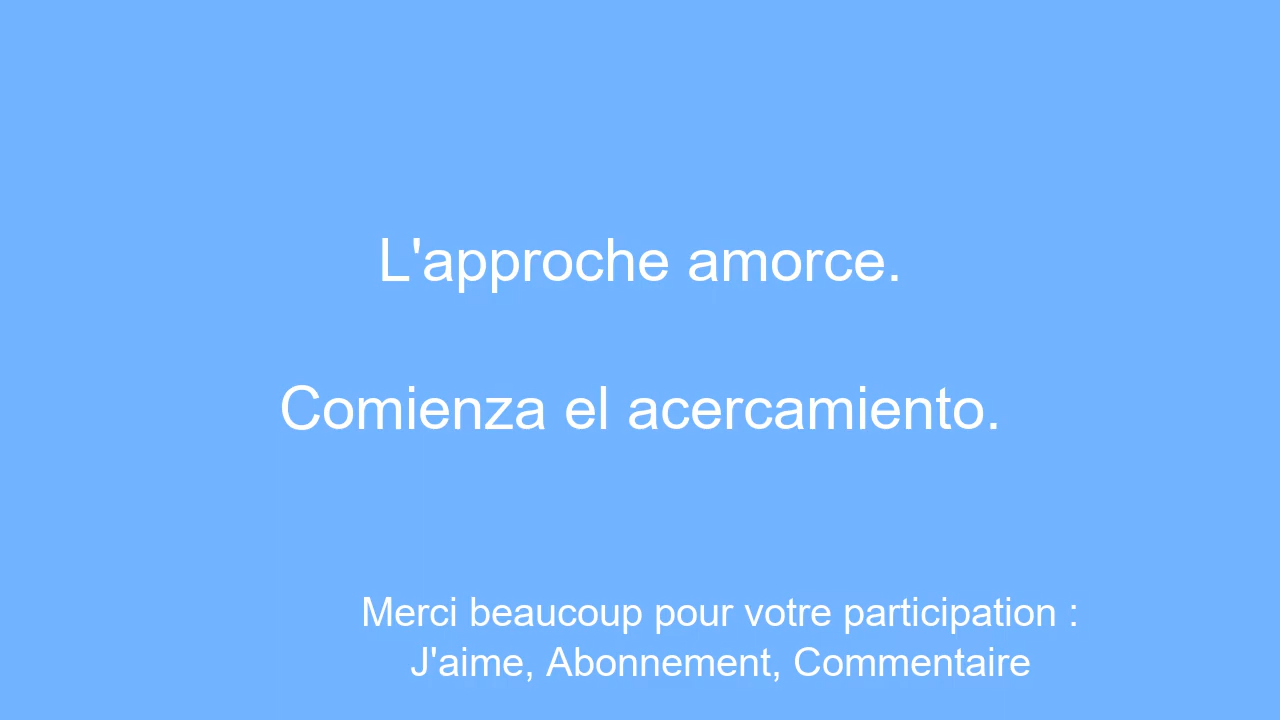 L'approche amorce.
Comienza el acercamiento.
Merci beaucoup pour votre participation :
J'aime, Abonnement, Commentaire